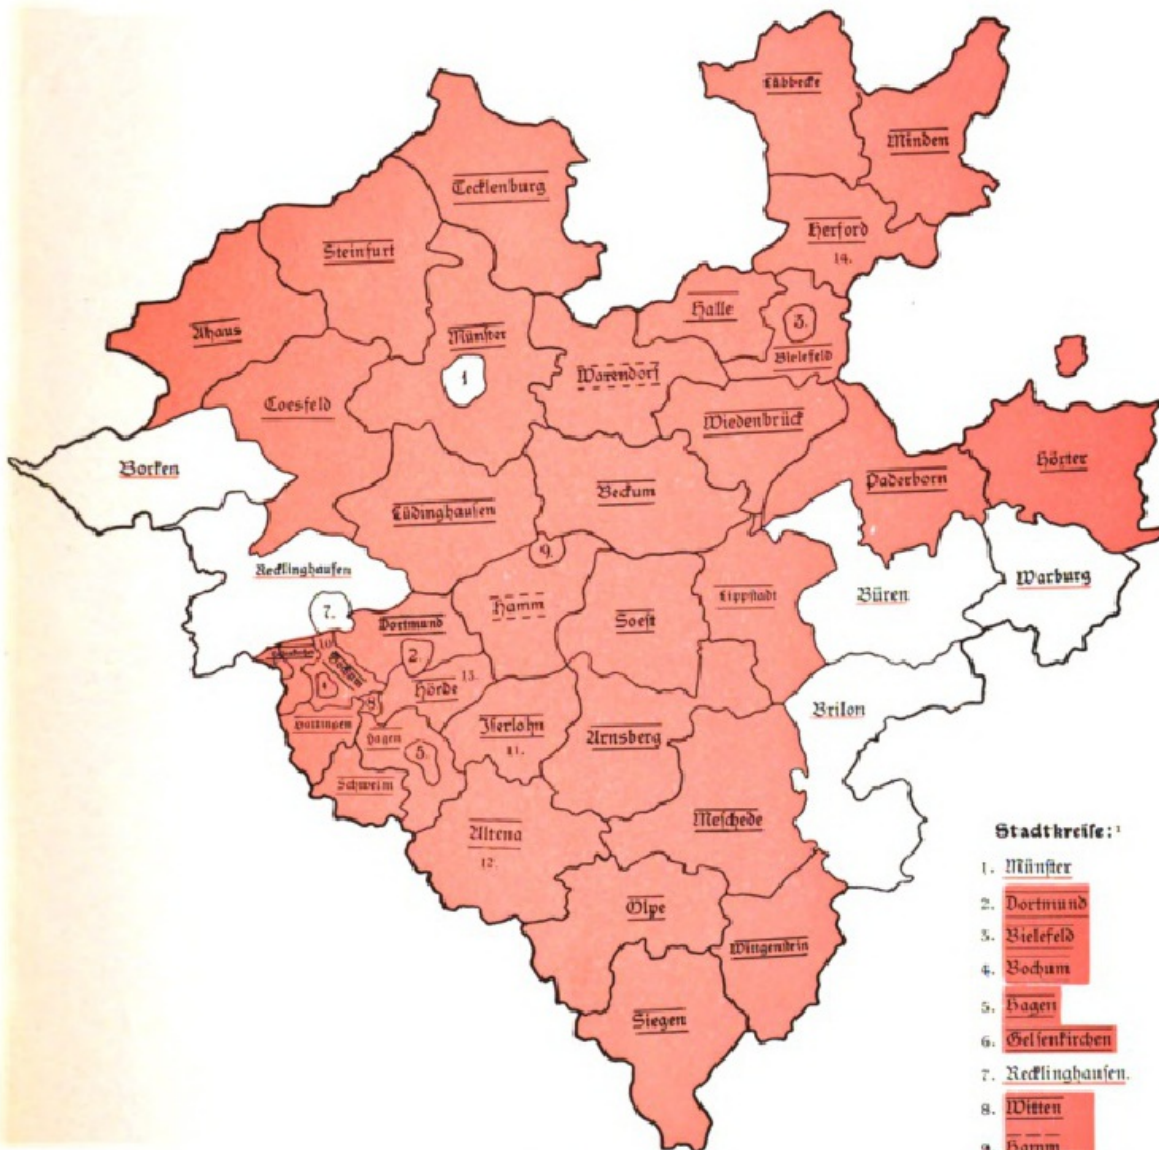 Lübbecke
Minden
Tecklenburg
Herford
14.
Steinfurt
Halle
3.
Ahaus
Münster
Bielefeld
1
Warendorf
Coesfeld
Wiedenbrück
Borken
Höxter
Paderborn
Beckum
Lüdinghausen
9.
Recklinghausen
Warburg
Büren
Lippstadt
7.
Hamm
Dortmund
Soest
10
2.
Bochum
13.
Hörde
8
Brilon
Hattingen
Iserlohn
11.
Hagen
5.
Arnsberg
Schwelm
Meschede
Altena
12.
Olpe
Wittgenstein
Siegen
Stadtkreise:¹
1. Münster
2. Dortmund
3. Bielefeld
4. Bochum
5. Hagen
6. Gelsenkirchen
7. Recklinghausen.
8. Witten
9. Hamm